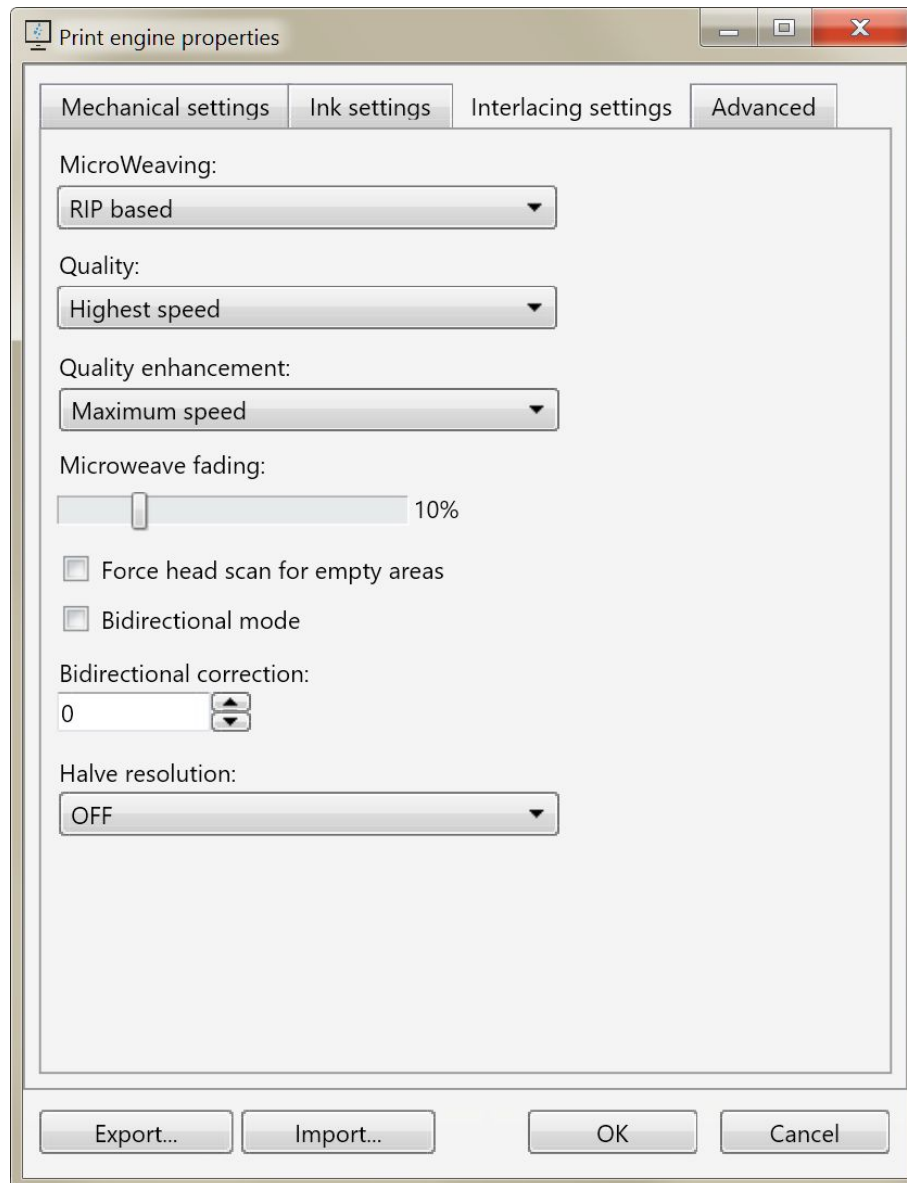 Print engine properties
Mechanical settings Ink settings Interlacing settings Advanced
MicroWeaving:
RIP based
Quality:
Highest speed
Quality enhancement:
Maximum speed
Microweave fading:
10%
Force head scan for empty areas
Bidirectional mode
Bidirectional correction:
0
Halve resolution:
OFF
Export... Import... OK Cancel